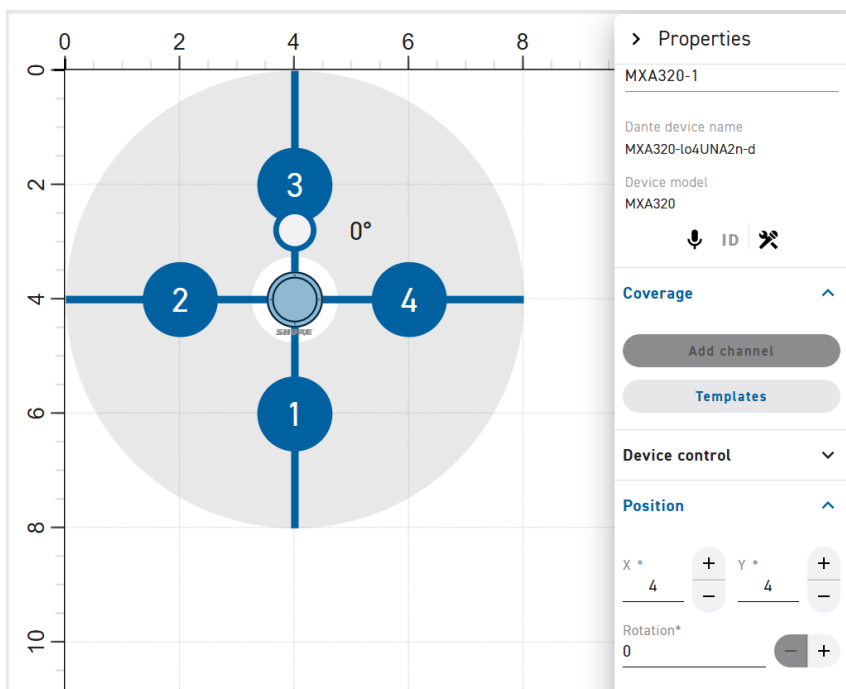 0 2 4 6 8
0
2
4
6
8
10
3
0°
2
4
SHURE
1
Properties
MXA320-1
Dante device name
MXA320-lo4UNA2n-d
Device model
MXA320
ID
Coverage
Add channel
Templates
Device control
Position
X *
4
+
−
Y *
4
+
−
Rotation*
0
− +